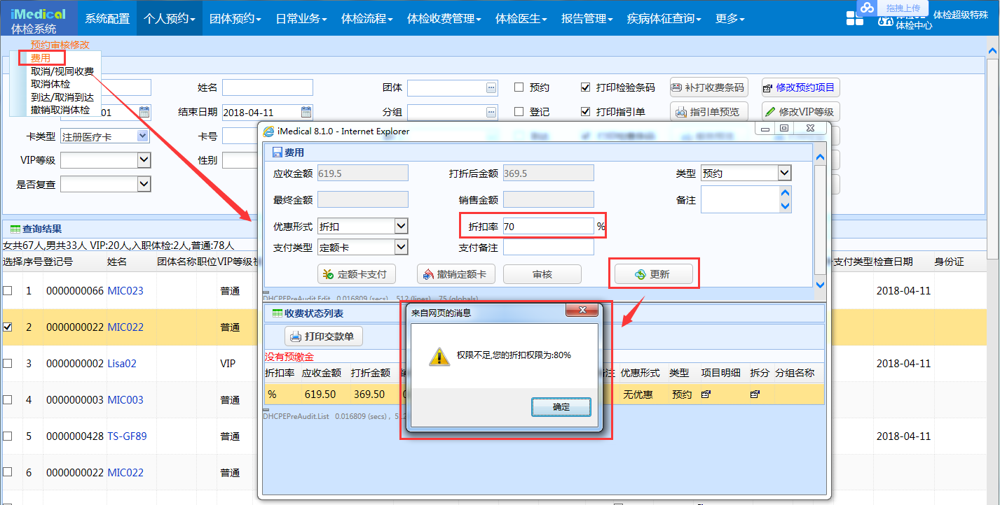 iMedical
体检系统
系统配置 个人预约 团体预约 日常业务 体检流程 体检收费管理 体检医生 报告管理 疾病体征查询 更多
拖拽上传
体检超级特殊
体检中心
预约审核修改
费用
取消/视同收费
取消体检
到达/取消到达
撤销取消体检
姓名 团体 预约 打印检验条码 补打收费条码 修改预约项目
01 结束日期 2018-04-11 分组 登记 打印指引单 指引单预览 修改VIP等级
卡类型 注册医疗卡 卡号
VIP等级 性别
是否复查
iMedical 8.1.0 - Internet Explorer
费用
应收金额 619.5 打折后金额 369.5 类型 预约
最终金额 销售金额 备注
优惠形式 折扣 折扣率 70 %
支付类型 定额卡 支付备注
定额卡支付 撤销定额卡 审核 更新
DHCPEPreAudit.Edit 0.016809 (secs) , 512 (lines) 75 (globals)
收费状态列表
打印交款单
没有预缴金
折扣率 应收金额 打折金额 优惠形式 类型 项目明细 拆分 分组名称
% 619.50 369.50 无优惠 预约
DHCPEPreAudit.List 0.016809 (secs) ,
来自网页的消息
权限不足,您的折扣权限为:80%
确定
查询结果
女共67人,男共33人 VIP:20人,入职体检:2人,普通:78人
选择 序号 登记号 姓名 团体名称 职位 VIP等级 支付类型 检查日期 身份证
1 0000000066 MIC023 普通 2018-04-11
2 0000000022 MIC022 普通
3 0000000002 Lisa02 VIP 2018-04-11
4 0000000003 MIC003 普通
5 0000000428 TS-GF89 普通 2018-04-11
6 0000000022 MIC022 普通